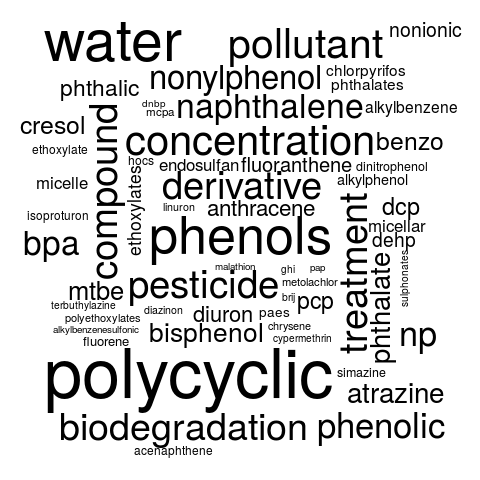 water
pollutant
nonionic
phthalic
nonylphenol
chlorpyrifos
phthalates
dnbp
mcpa
naphthalene
alkylbenzene
cresol
compound
concentration
benzo
ethoxylate
hocs
endosulfan
fluoranthene
dinitrophenol
micelle
ethoxylates
derivative
alkylphenol
isoproturon
linuron
anthracene
treatment
dcp
micellar
bpa
phenols
dehp
phthalate
sulphonates
malathion
ghi
pap
mtbe
pesticide
metolachlor
brij
pcp
terbuthylazine
diazinon
diuron
paes
polyethoxylates
alkylbenzenesulfonic
bisphenol
chrysene
np
fluorene
cypermethrin
polycyclic
simazine
atrazine
biodegradation
phenolic
acenaphthene